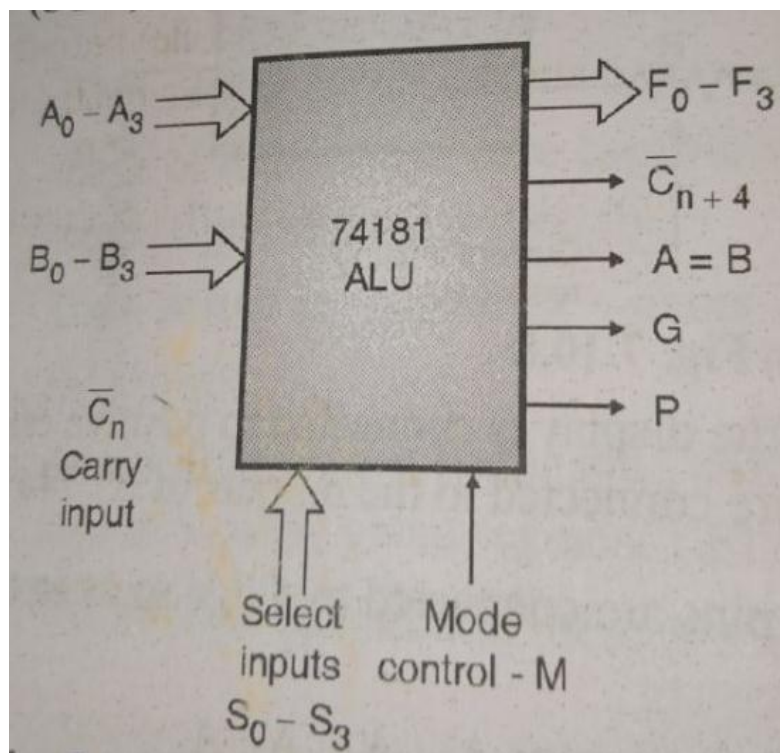 A₀ – A₃
B₀ – B₃
C̅ₙ
Carry
input
74181
ALU
F₀ – F₃
C̅ₙ ₊ ₄
A = B
G
P
Select
inputs
S₀ – S₃
Mode
control - M